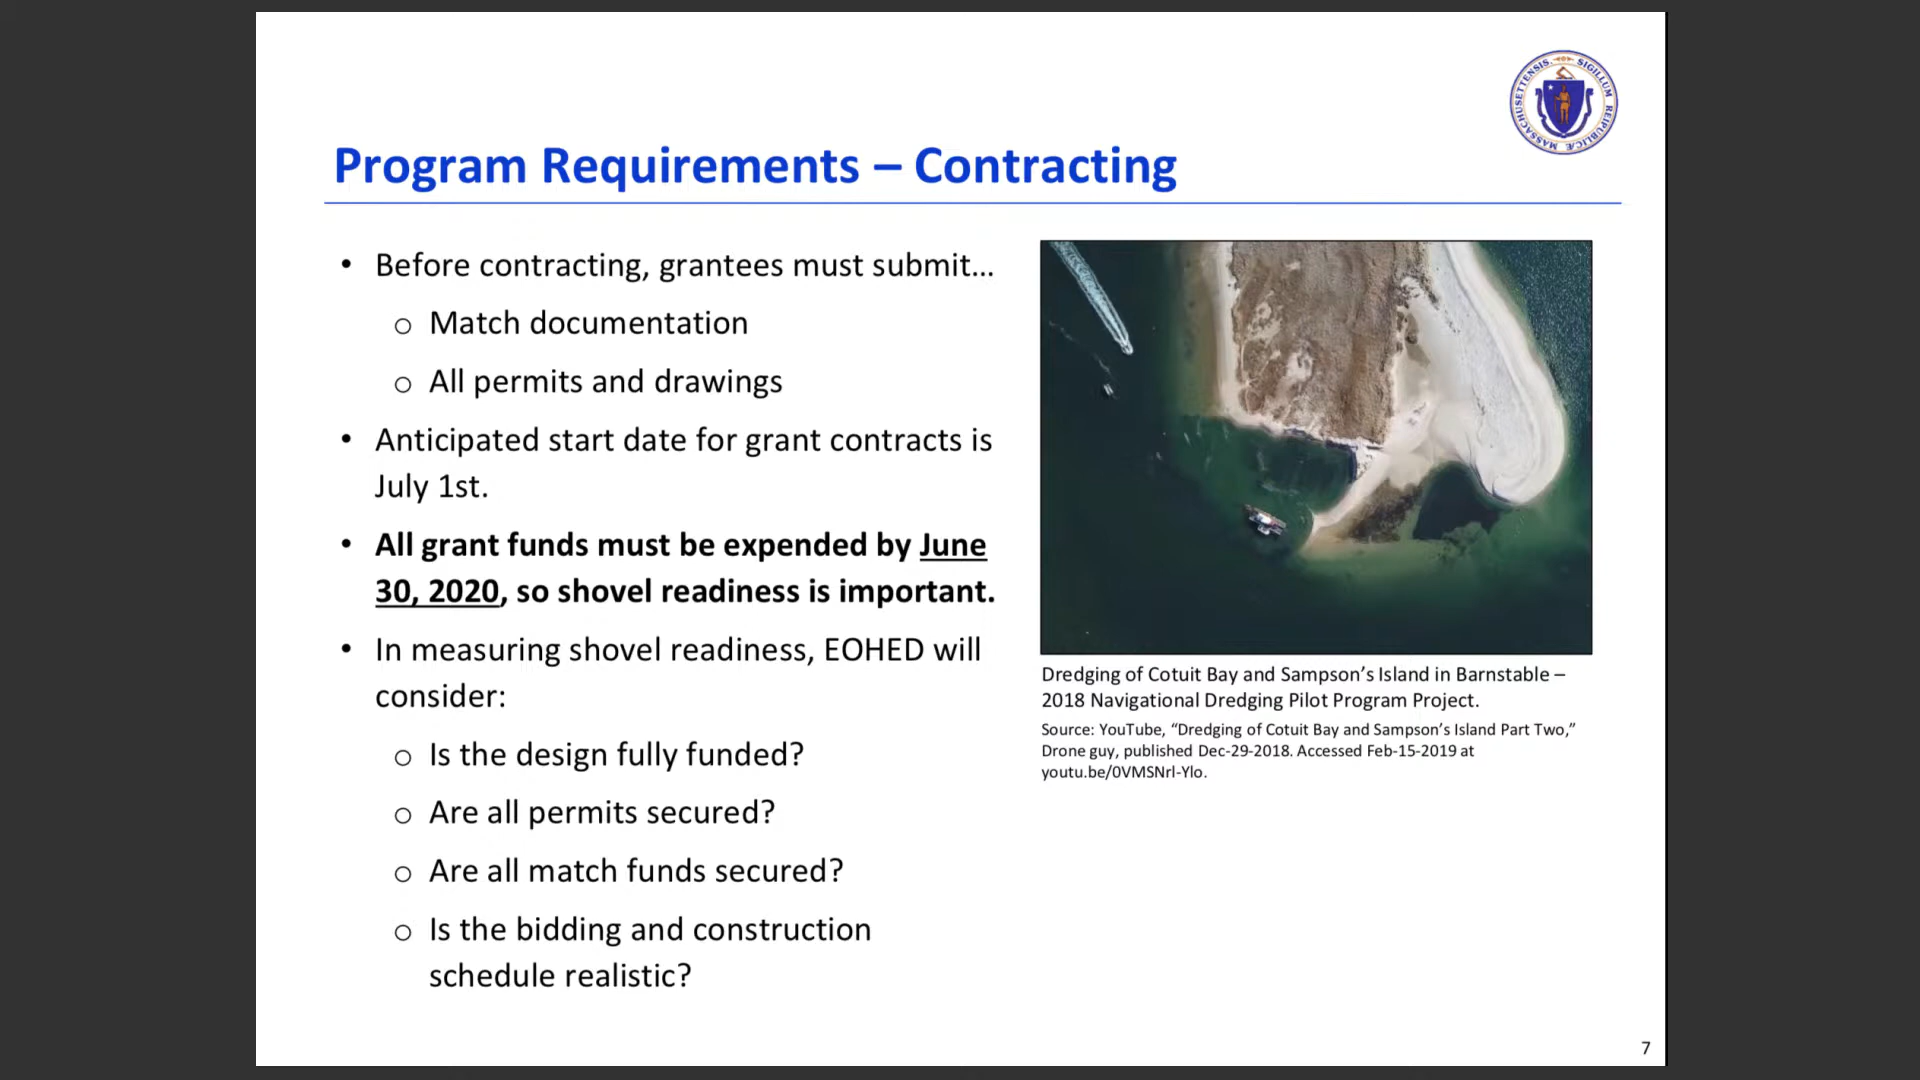 MASSACHUSETTENSIS. SIGILLUM REIPUBLICÆ
Program Requirements – Contracting
• Before contracting, grantees must submit...
o Match documentation
o All permits and drawings
• Anticipated start date for grant contracts is
July 1st.
• All grant funds must be expended by June
30, 2020, so shovel readiness is important.
• In measuring shovel readiness, EOHED will
consider:
o Is the design fully funded?
o Are all permits secured?
o Are all match funds secured?
o Is the bidding and construction
schedule realistic?
Dredging of Cotuit Bay and Sampson’s Island in Barnstable –
2018 Navigational Dredging Pilot Program Project.
Source: YouTube, “Dredging of Cotuit Bay and Sampson’s Island Part Two,”
Drone guy, published Dec-29-2018. Accessed Feb-15-2019 at
youtu.be/0VMSNrl-Ylo.
7